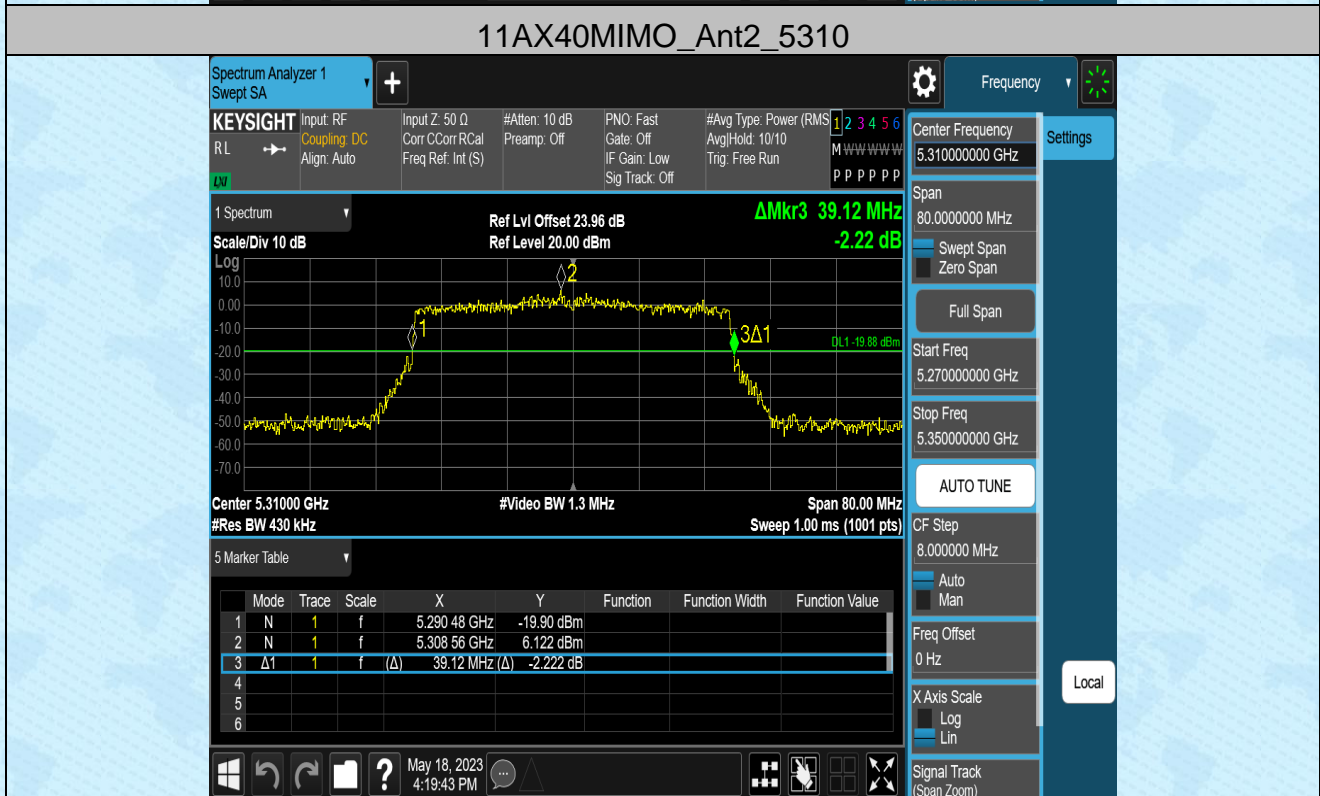 11AX40MIMO_Ant2_5310
Spectrum Analyzer 1
Swept SA
+
Frequency
KEYSIGHT
RL
LXI
Input: RF
Coupling: DC
Align: Auto
Input Z: 50 Ω
Corr CCorr RCal
Freq Ref: Int (S)
#Atten: 10 dB
Preamp: Off
PNO: Fast
Gate: Off
IF Gain: Low
Sig Track: Off
#Avg Type: Power (RMS
Avg|Hold: 10/10
Trig: Free Run
1 2 3 4 5 6
M W W W W W
P P P P P P
Center Frequency
5.310000000 GHz
Settings
Span
80.0000000 MHz
Swept Span
Zero Span
Full Span
Start Freq
5.270000000 GHz
Stop Freq
5.350000000 GHz
AUTO TUNE
CF Step
8.000000 MHz
Auto
Man
Freq Offset
0 Hz
X Axis Scale
Log
Lin
Signal Track
(Span Zoom)
Local
1 Spectrum
Scale/Div 10 dB
Ref Lvl Offset 23.96 dB
Ref Level 20.00 dBm
ΔMkr3 39.12 MHz
-2.22 dB
Log
10.0
0.00
-10.0
-20.0
-30.0
-40.0
-50.0
-60.0
-70.0
2
1
3Δ1
DL1 -19.88 dBm
Center 5.31000 GHz
#Video BW 1.3 MHz
Span 80.00 MHz
#Res BW 430 kHz
Sweep 1.00 ms (1001 pts)
5 Marker Table
Mode Trace Scale X Y Function Function Width Function Value
1 N 1 f 5.290 48 GHz -19.90 dBm
2 N 1 f 5.308 56 GHz 6.122 dBm
3 Δ1 1 f (Δ) 39.12 MHz (Δ) -2.222 dB
4
5
6
?
May 18, 2023
4:19:43 PM